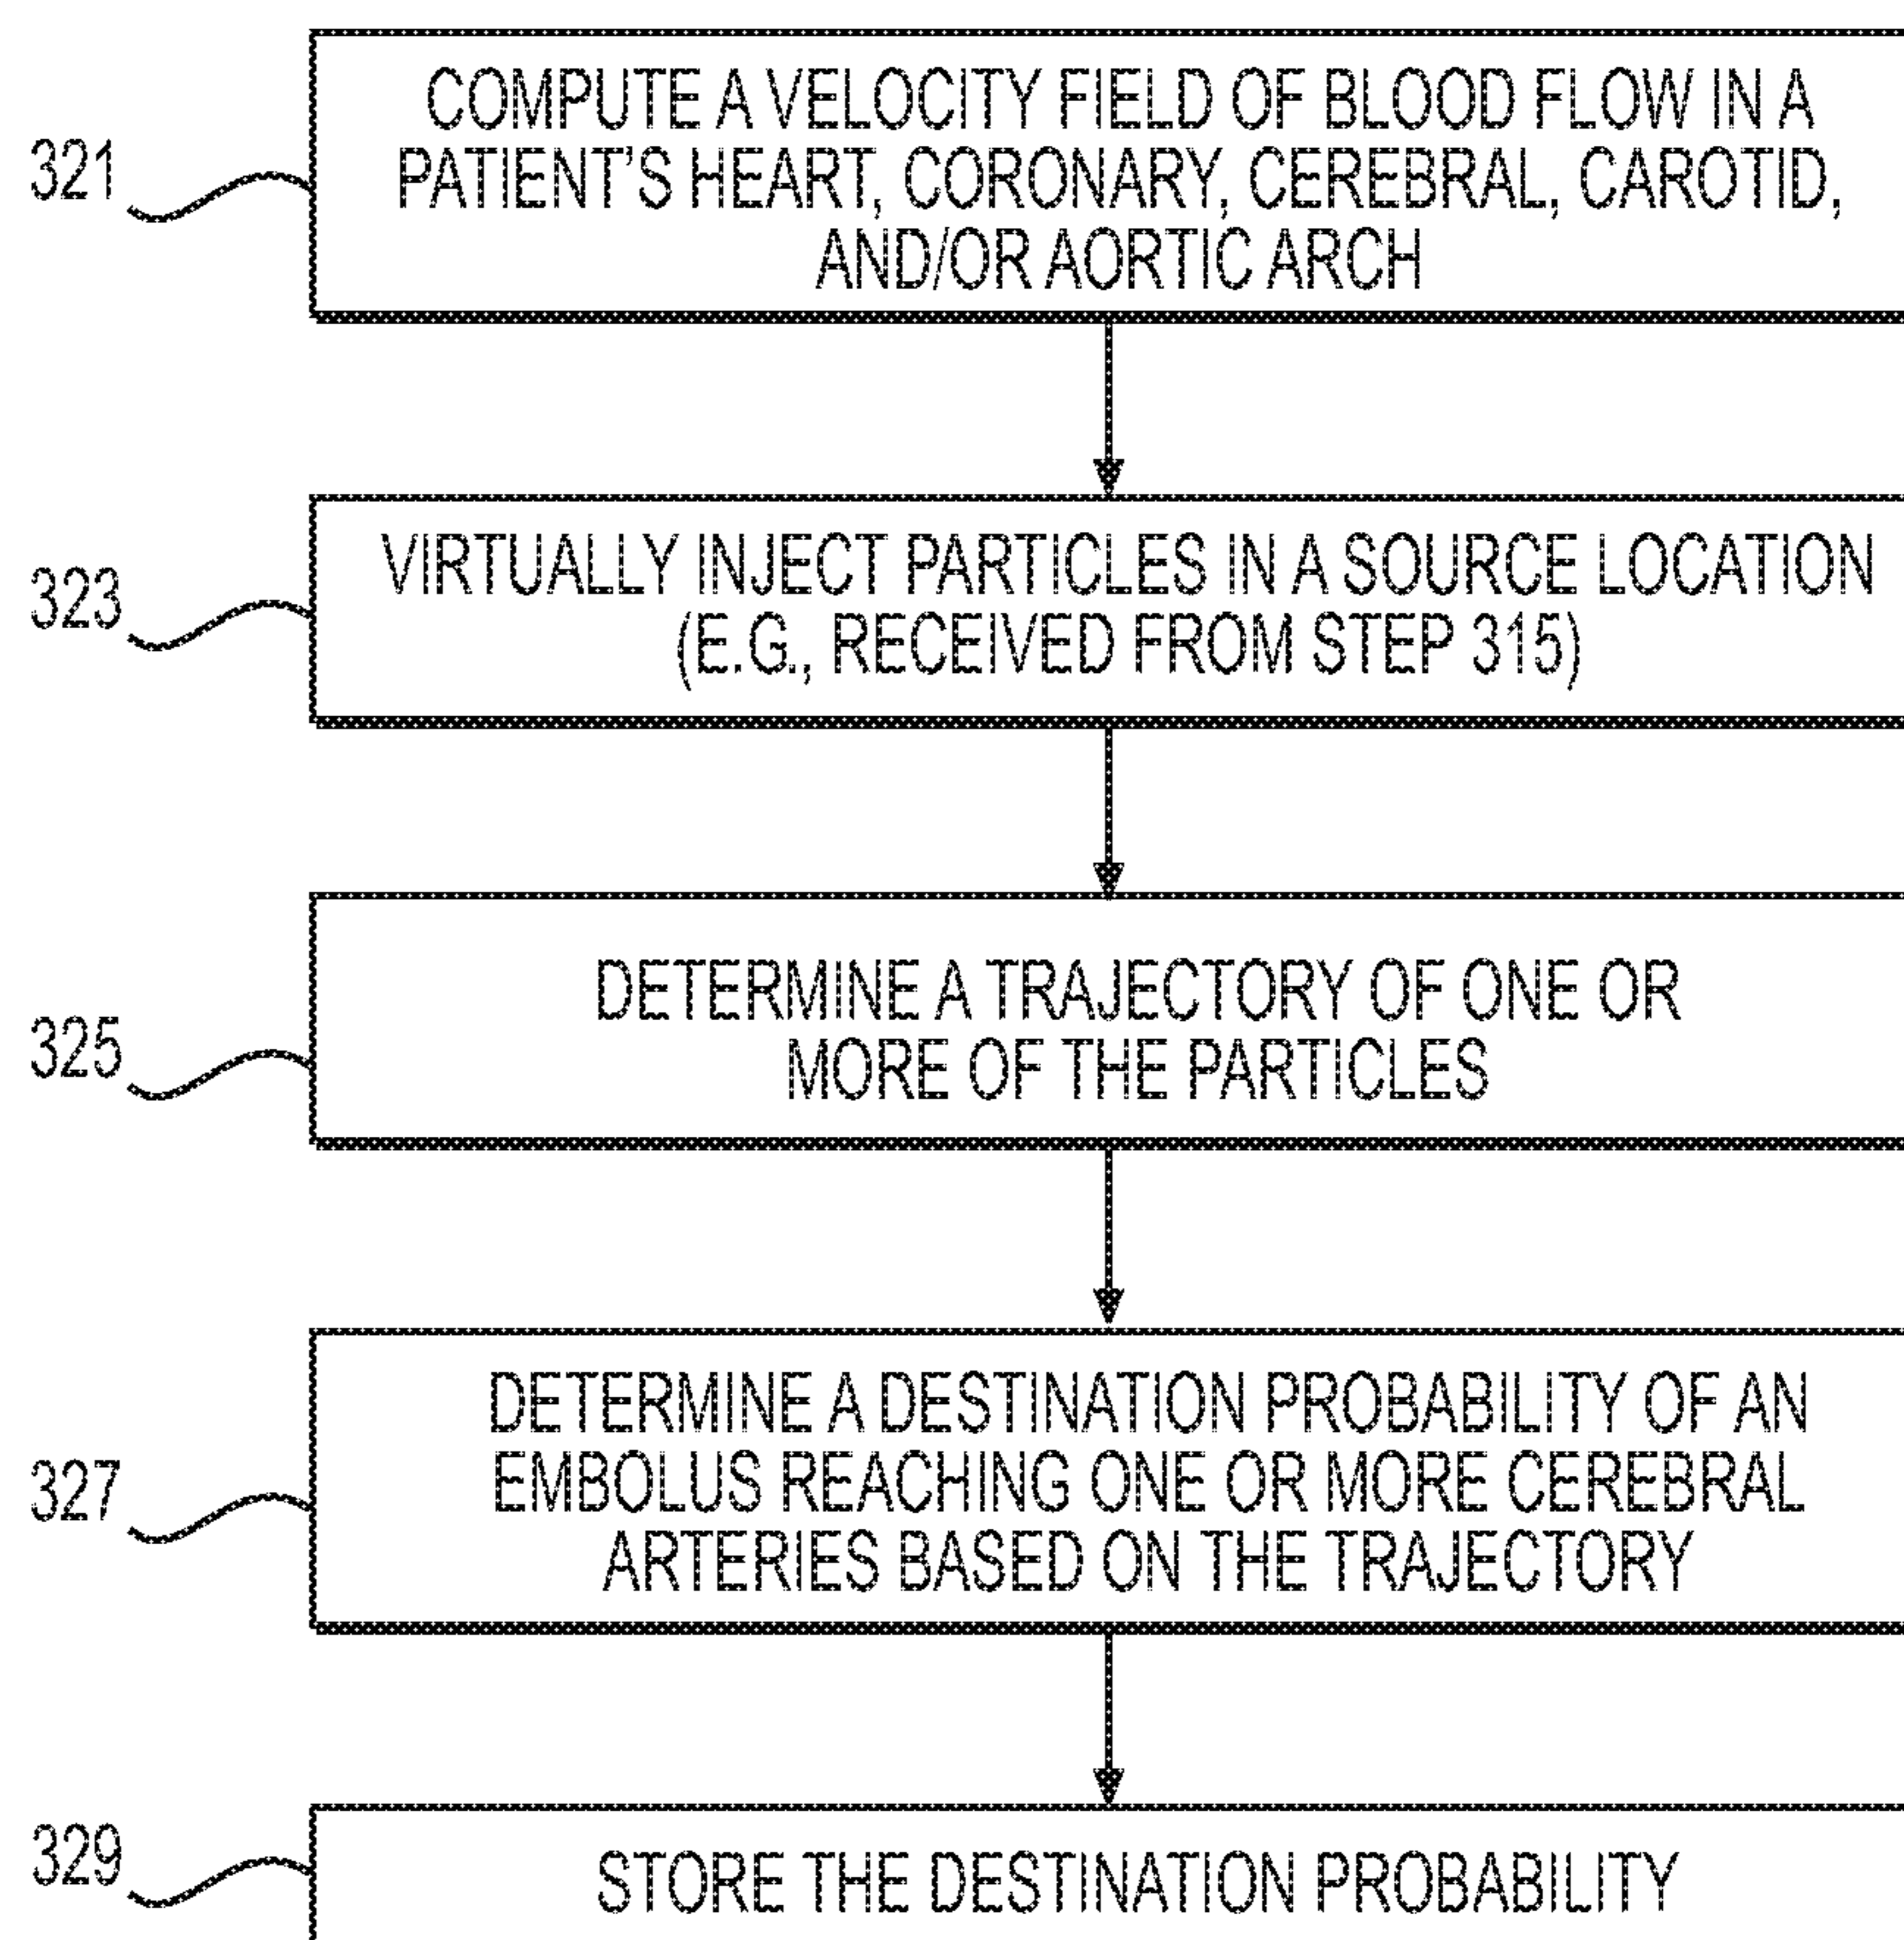 321
COMPUTE A VELOCITY FIELD OF BLOOD FLOW IN A
PATIENT'S HEART, CORONARY, CEREBRAL, CAROTID,
AND/OR AORTIC ARCH
323
VIRTUALLY INJECT PARTICLES IN A SOURCE LOCATION
(E.G., RECEIVED FROM STEP 315)
325
DETERMINE A TRAJECTORY OF ONE OR
MORE OF THE PARTICLES
327
DETERMINE A DESTINATION PROBABILITY OF AN
EMBOLUS REACHING ONE OR MORE CEREBRAL
ARTERIES BASED ON THE TRAJECTORY
329
STORE THE DESTINATION PROBABILITY